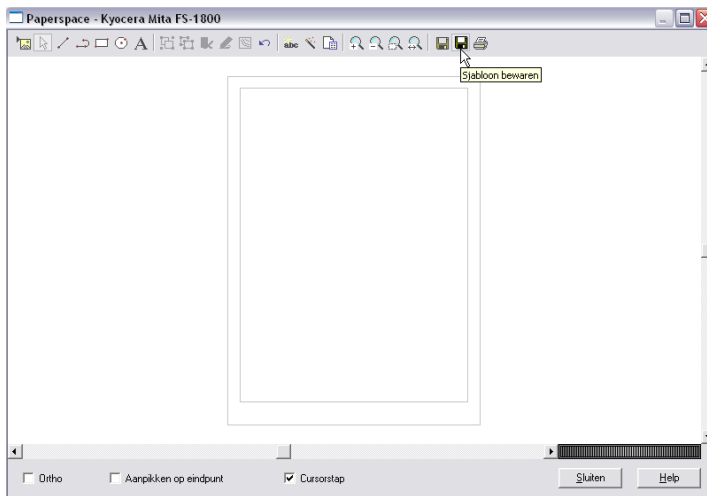 Paperspace - Kyocera Mita FS-1800
A
abc
Sjabloon bewaren
Ortho
Aanpikken op eindpunt
Cursorstap
Sluiten
Help